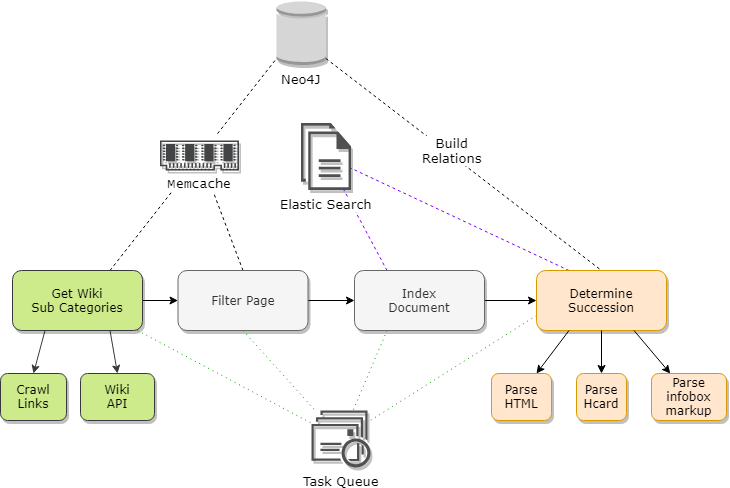 Neo4J
Build
Relations
Memcache
Elastic Search
Get Wiki
Sub Categories
Filter Page
Index
Document
Determine
Succession
Crawl
Links
Wiki
API
Parse
HTML
Parse
Hcard
Parse
infobox
markup
Task Queue